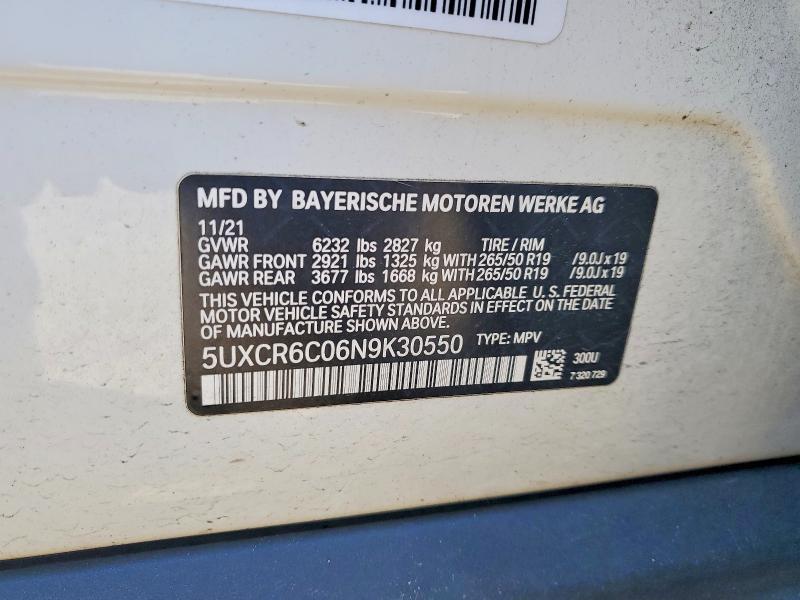 MFD BY BAYERISCHE MOTOREN WERKE AG
11/21
GVWR 6232 lbs 2827 kg TIRE / RIM
GAWR FRONT 2921 lbs 1325 kg WITH 265/50 R19 /9.0J x 19
GAWR REAR 3677 lbs 1668 kg WITH 265/50 R19 /9.0J x 19
THIS VEHICLE CONFORMS TO ALL APPLICABLE U.S. FEDERAL
MOTOR VEHICLE SAFETY STANDARDS IN EFFECT ON THE DATE
OF MANUFACTURE SHOWN ABOVE.
5UXCR6C06N9K30550 TYPE: MPV
300U
7 320 729